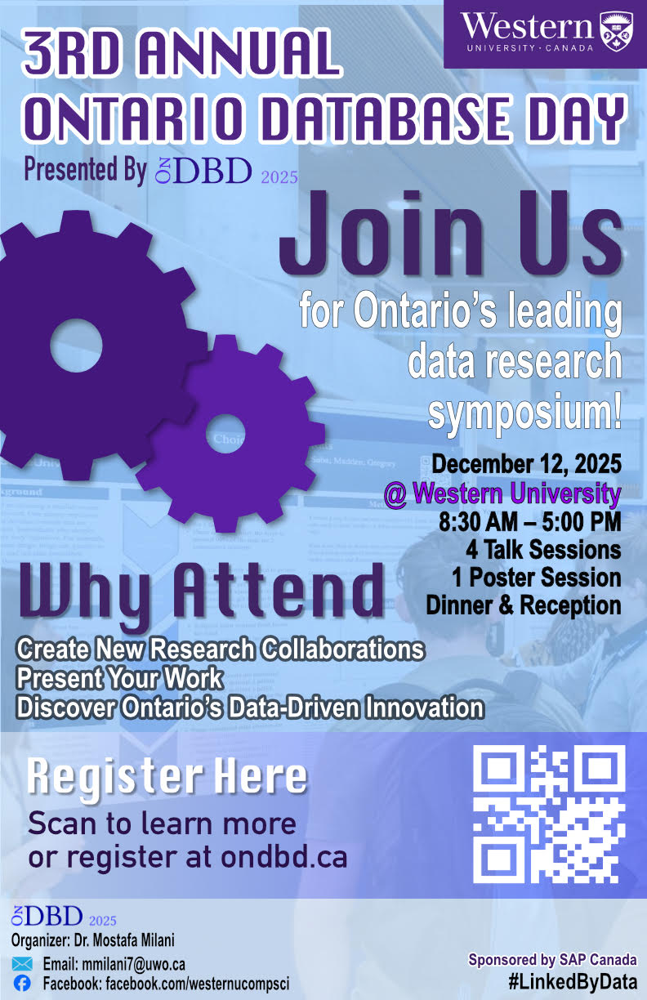 Western
UNIVERSITY · CANADA
3RD ANNUAL
ONTARIO DATABASE DAY
Presented By ONDBD 2025
Join Us
for Ontario’s leading
data research
symposium!
December 12, 2025
@ Western University
8:30 AM – 5:00 PM
4 Talk Sessions
1 Poster Session
Dinner & Reception
Why Attend
Create New Research Collaborations
Present Your Work
Discover Ontario’s Data-Driven Innovation
Register Here
Scan to learn more
or register at ondbd.ca
ONDBD 2025
Organizer: Dr. Mostafa Milani
Email: mmilani7@uwo.ca
Facebook: facebook.com/westernucompsci
Sponsored by SAP Canada
#LinkedByData